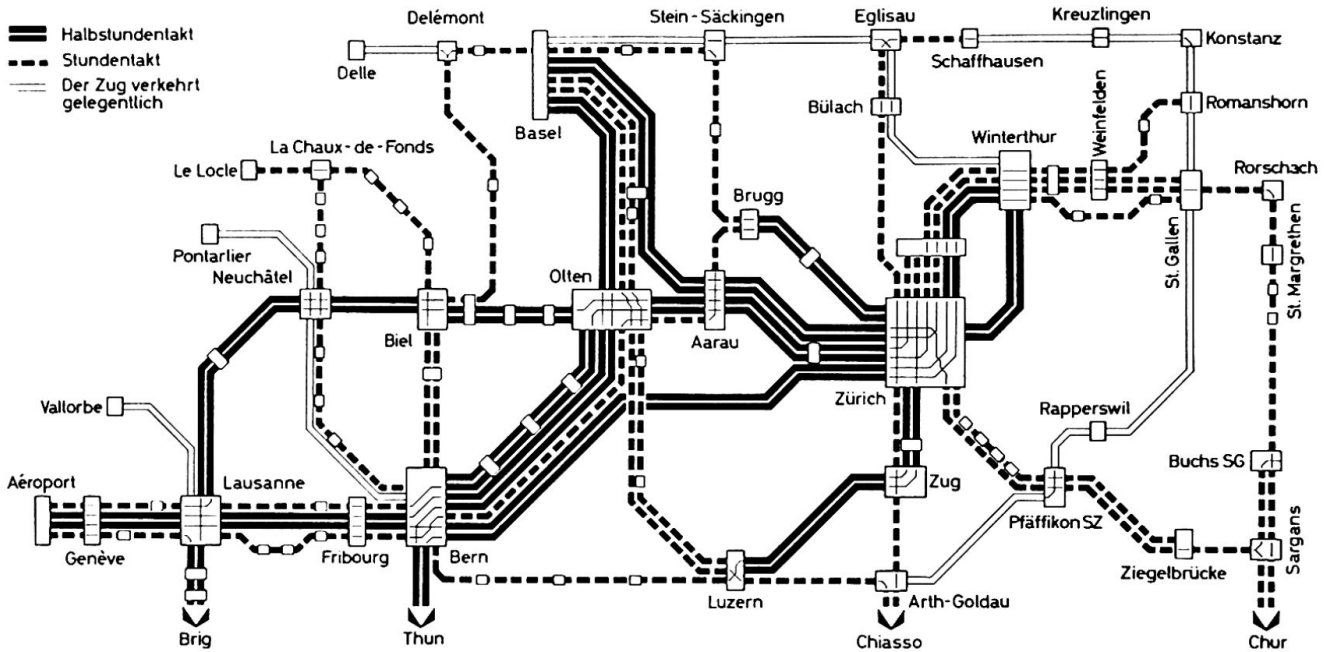 Halbstundentakt
Stundentakt
Der Zug verkehrt
gelegentlich
Delémont
Stein-Säckingen
Eglisau
Kreuzlingen
Konstanz
Delle
Schaffhausen
Romanshorn
Bülach
Weinfelden
Basel
Winterthur
La Chaux-de-Fonds
Le Locle
Rorschach
Brugg
Pontarlier
Neuchâtel
St. Gallen
St. Margrethen
Olten
Biel
Aarau
Zürich
Vallorbe
Rapperswil
Buchs SG
Aéroport
Lausanne
Zug
Pfäffikon SZ
Sargans
Genève
Fribourg
Bern
Ziegelbrücke
Luzern
Arth-Goldau
Brig
Thun
Chiasso
Chur